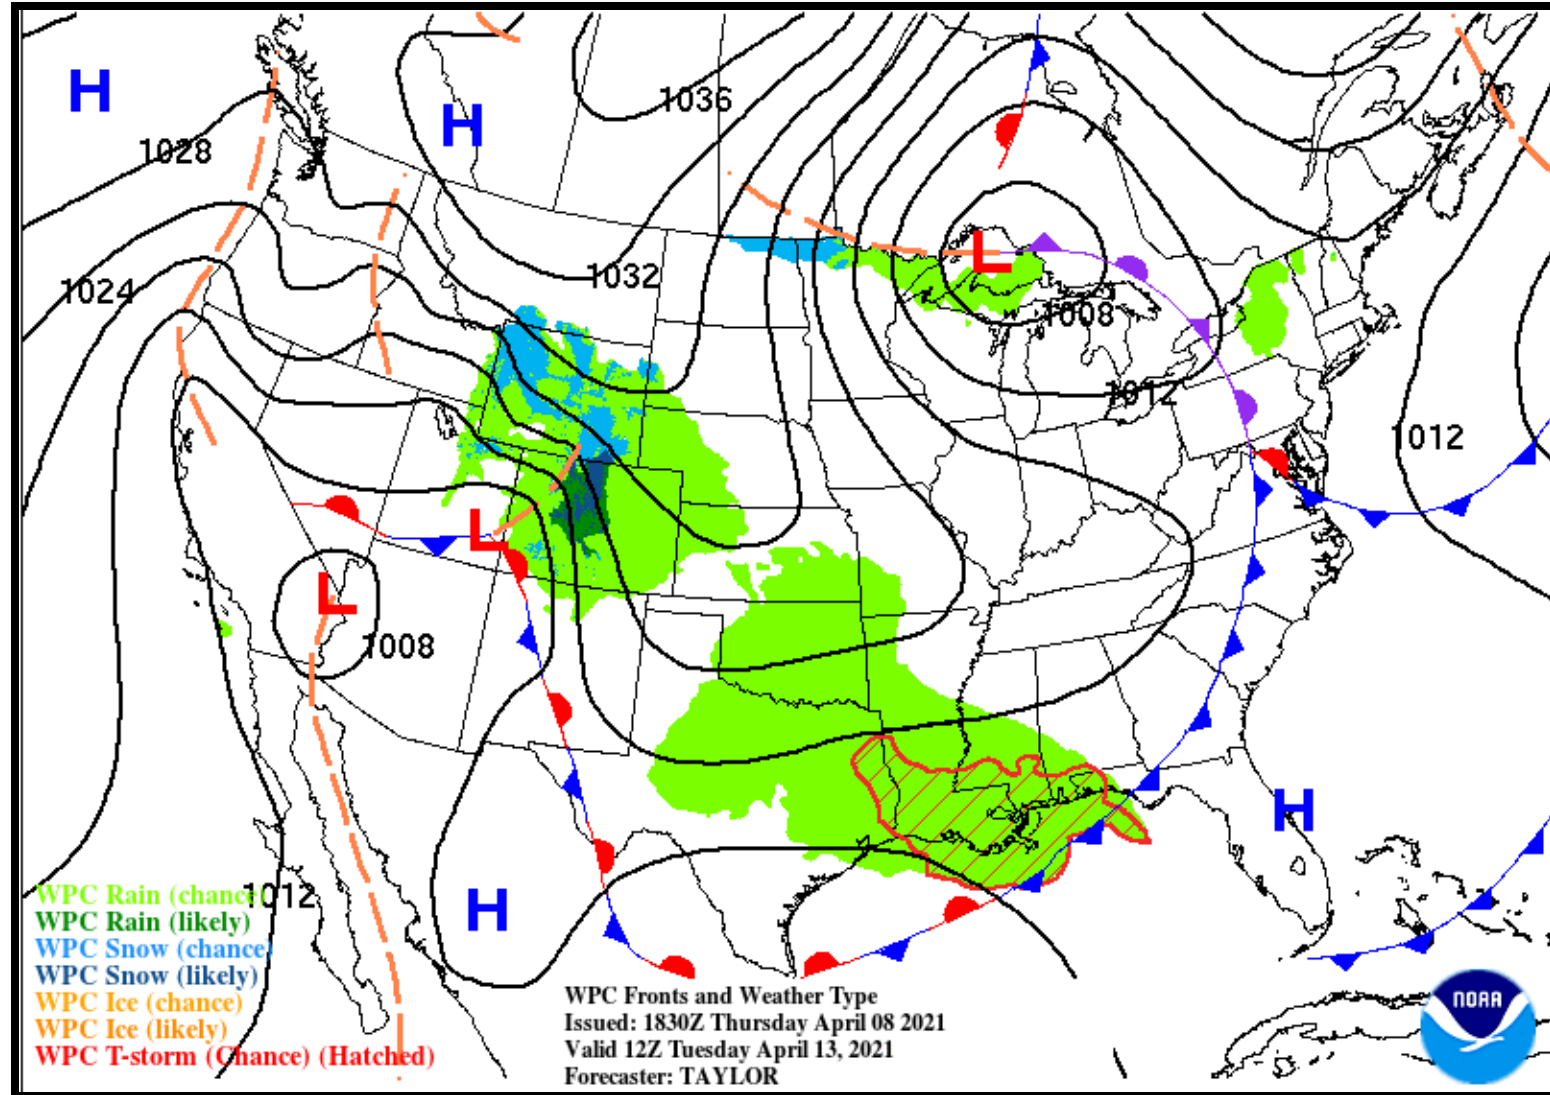 H
H
1036
1028
L
1032
1024
1008
1012
1012
L
L
1008
H
H
1012
WPC Rain (chance)
WPC Rain (likely)
WPC Snow (chance)
WPC Snow (likely)
WPC Ice (chance)
WPC Ice (likely)
WPC T-storm (Chance) (Hatched)
WPC Fronts and Weather Type
Issued: 1830Z Thursday April 08 2021
Valid 12Z Tuesday April 13, 2021
Forecaster: TAYLOR
NOAA